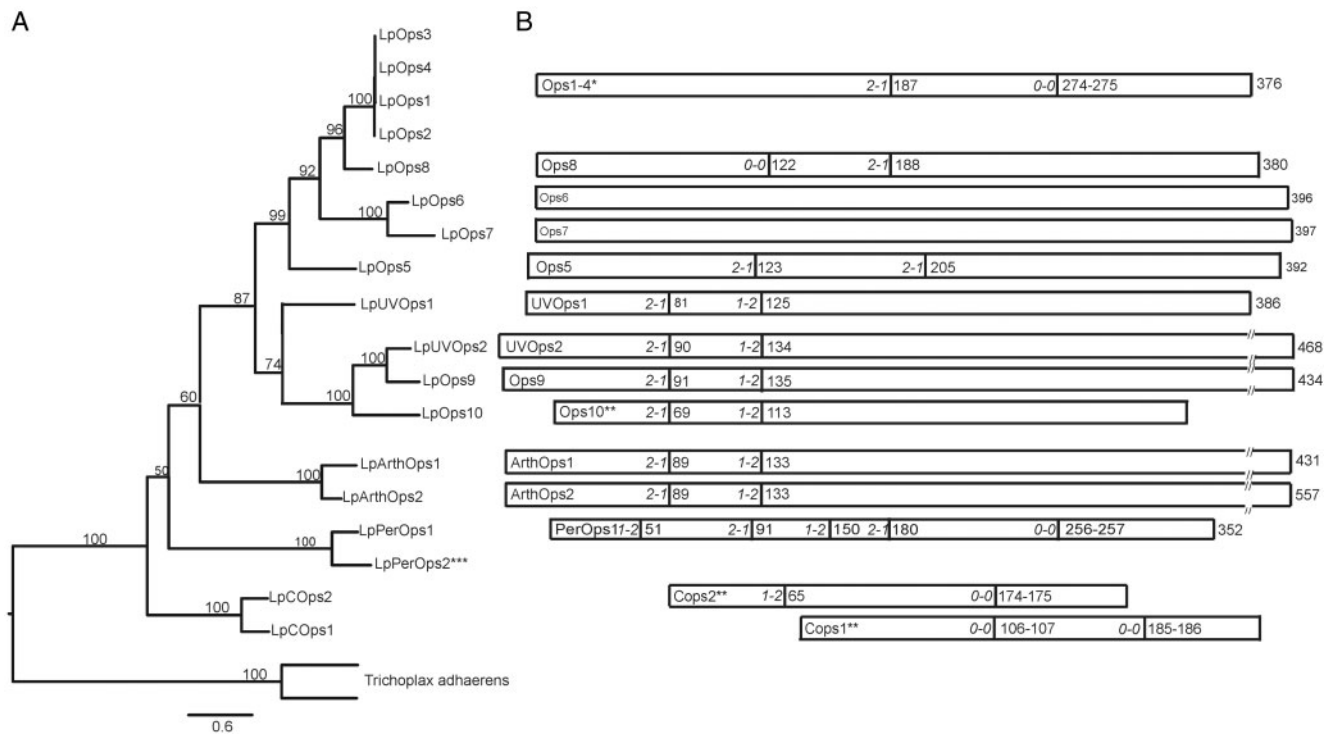 A
B
LpOps3
LpOps4
LpOps1
LpOps2
LpOps8
LpOps6
LpOps7
LpOps5
LpUVOps1
LpUVOps2
LpOps9
LpOps10
LpArthOps1
LpArthOps2
LpPerOps1
LpPerOps2***
LpCOps2
LpCOps1
Trichoplax adhaerens
100
96
92
100
99
87
74
100
100
60
100
50
100
100
100
100
0.6
Ops1-4* 2-1 187 0-0 274-275 376
Ops8 0-0 122 2-1 188 380
Ops6 396
Ops7 397
Ops5 2-1 123 2-1 205 392
UVOps1 2-1 81 1-2 125 386
UVOps2 2-1 90 1-2 134 // 468
Ops9 2-1 91 1-2 135 // 434
Ops10** 2-1 69 1-2 113
ArthOps1 2-1 89 1-2 133 // 431
ArthOps2 2-1 89 1-2 133 // 557
PerOps1 1-2 51 2-1 91 1-2 150 2-1 180 0-0 256-257 352
Cops2** 1-2 65 0-0 174-175
Cops1** 0-0 106-107 0-0 185-186